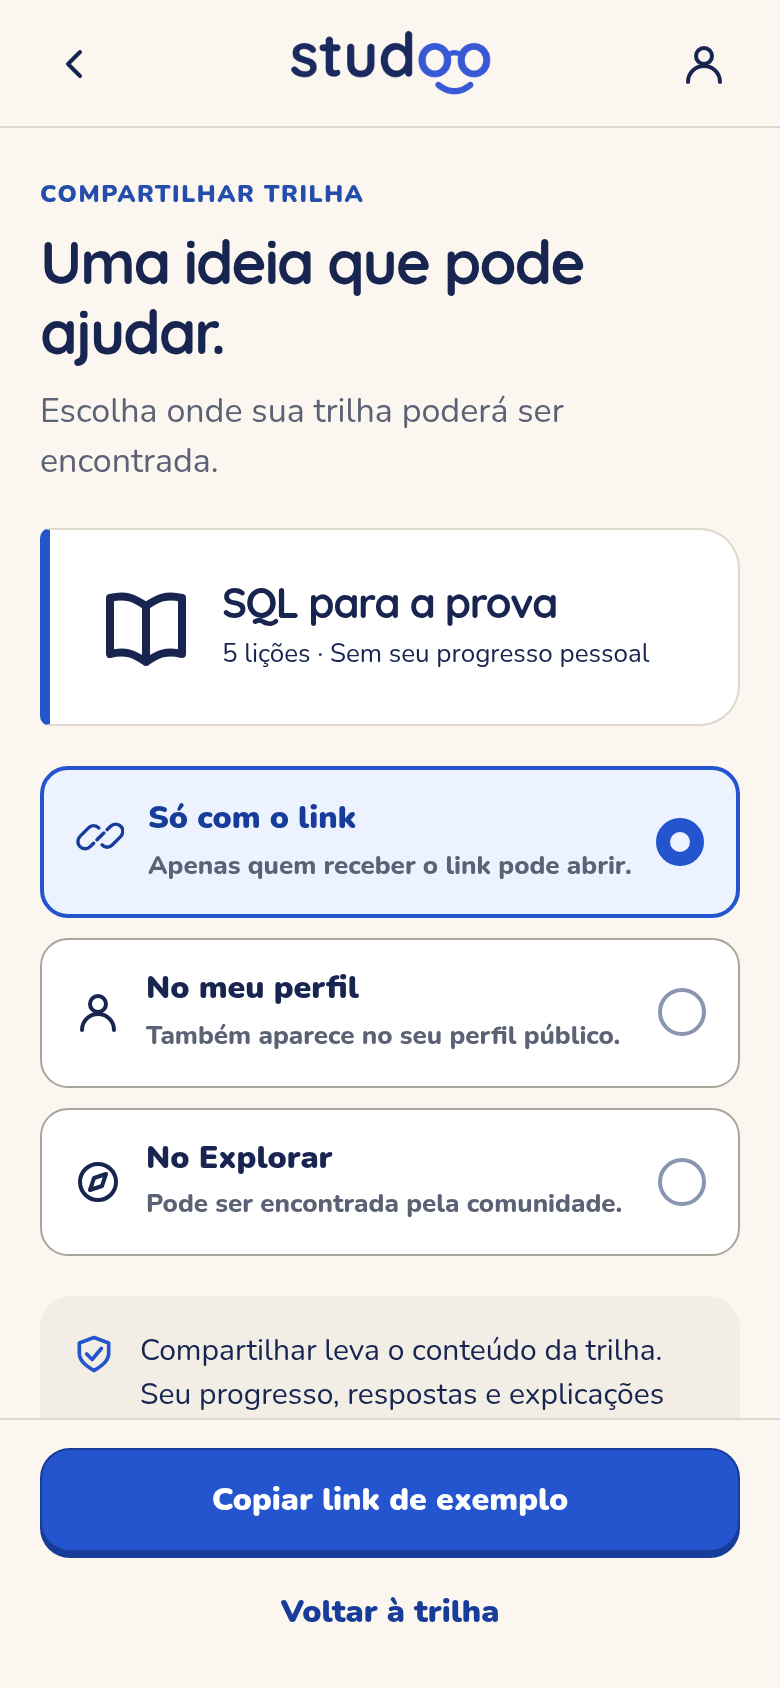 studoo
COMPARTILHAR TRILHA
Uma ideia que pode
ajudar.
Escolha onde sua trilha poderá ser
encontrada.
SQL para a prova
5 lições · Sem seu progresso pessoal
Só com o link
Apenas quem receber o link pode abrir.
No meu perfil
Também aparece no seu perfil público.
No Explorar
Pode ser encontrada pela comunidade.
Compartilhar leva o conteúdo da trilha.
Seu progresso, respostas e explicações
Copiar link de exemplo
Voltar à trilha